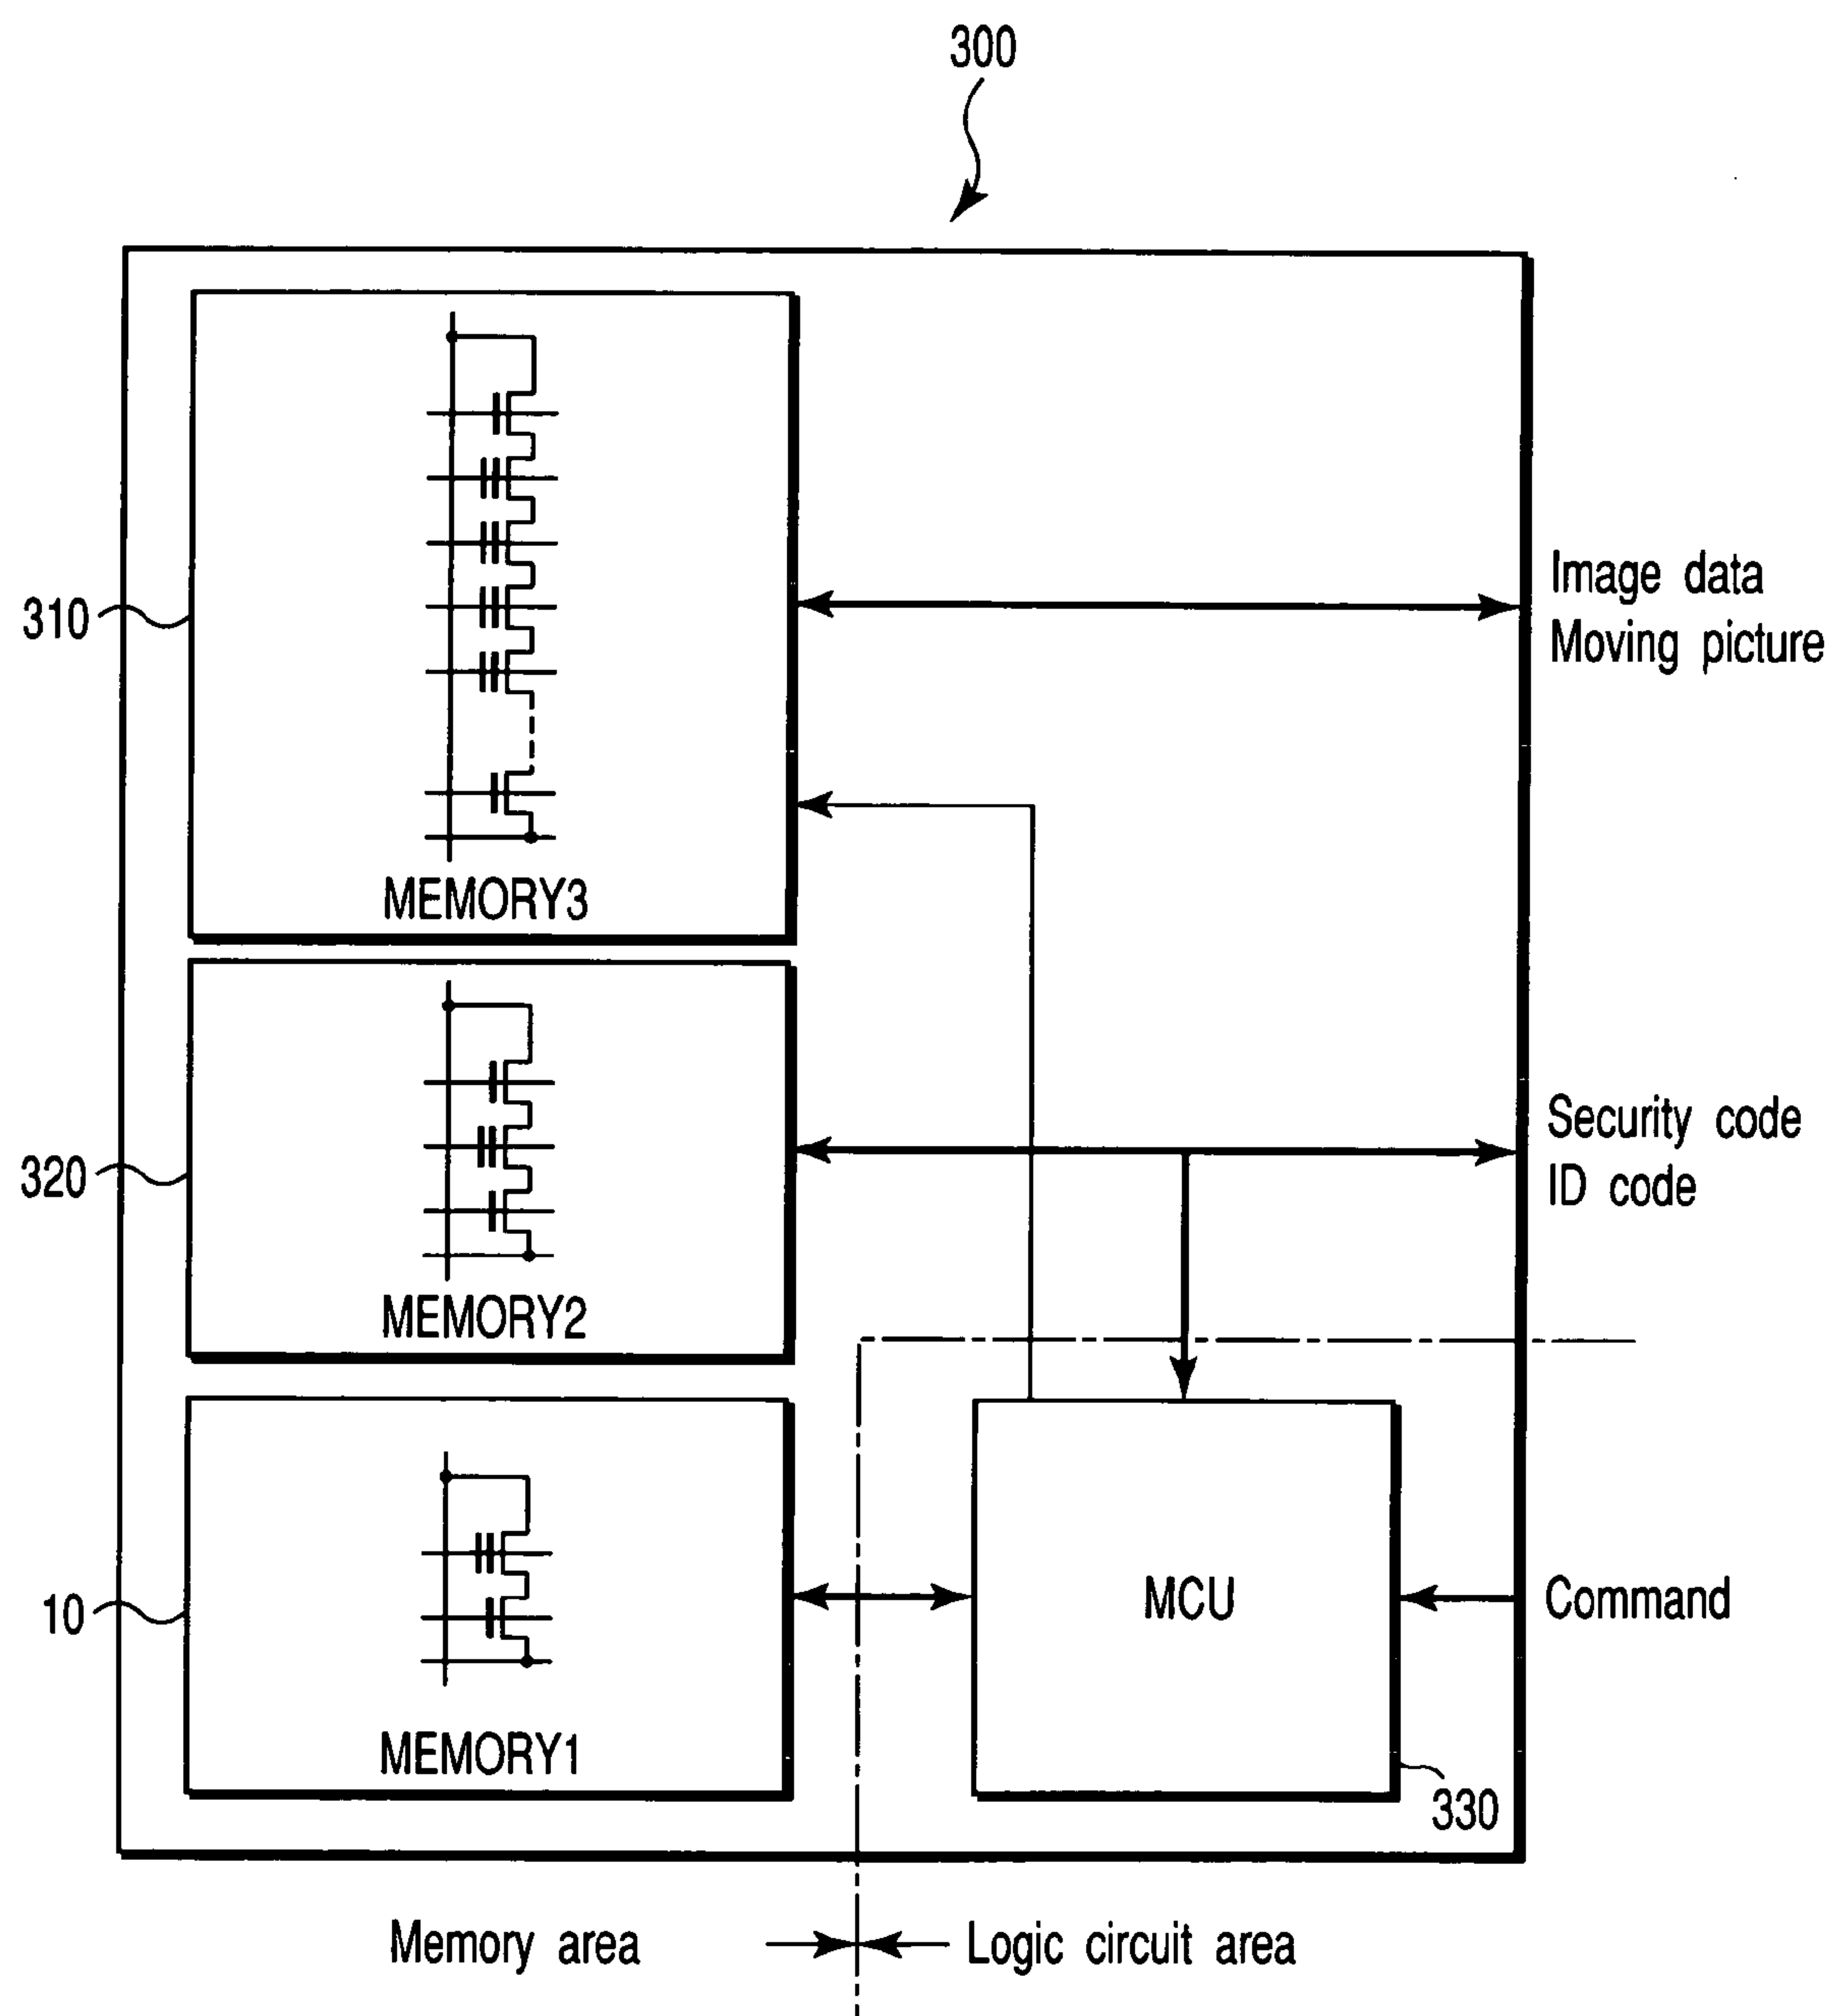 300
310
MEMORY3
Image data
Moving picture
320
MEMORY2
Security code
ID code
10
MEMORY1
MCU
Command
330
Memory area
Logic circuit area